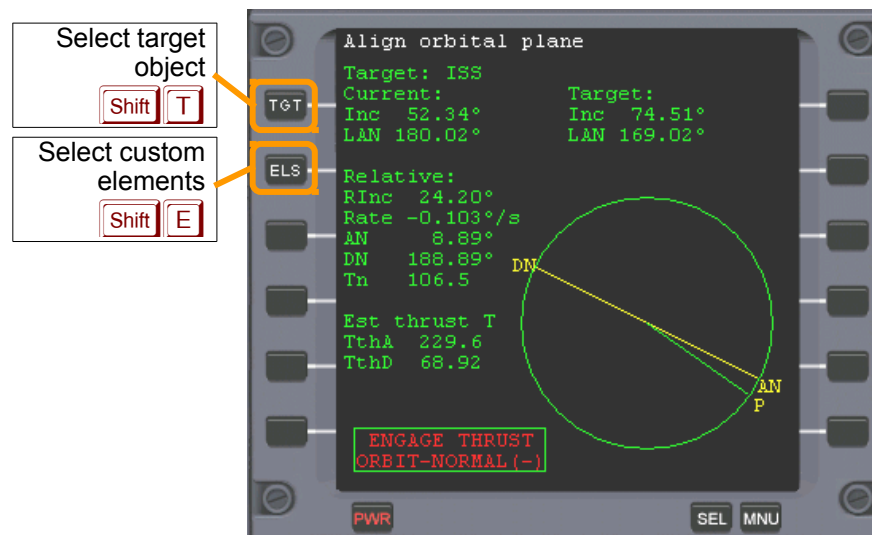 Select target
object
Shift T
Select custom
elements
Shift E
TGT
ELS
Align orbital plane
Target: ISS
Current: Target:
Inc 52.34° Inc 74.51°
LAN 180.02° LAN 169.02°
Relative:
RInc 24.20°
Rate -0.103°/s
AN 8.89°
DN 188.89°
Tn 106.5
Est thrust T
TthA 229.6
TthD 68.92
DN
AN
P
ENGAGE THRUST
ORBIT-NORMAL(-)
PWR SEL MNU